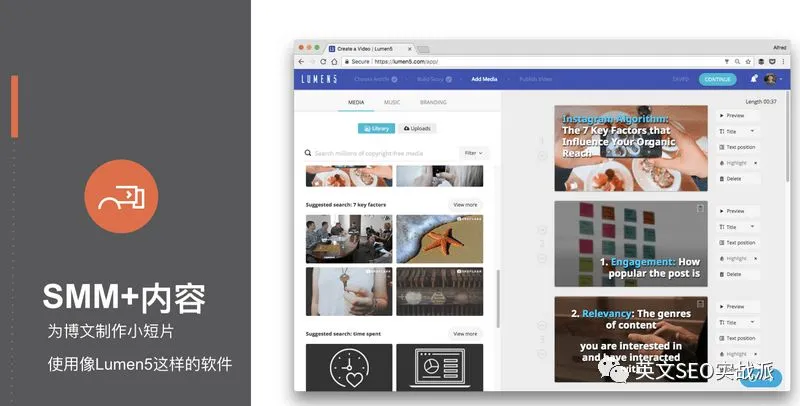 SMM+内容
为博文制作小短片
使用像Lumen5这样的软件
Create a Video | Lumen5
Alfred
Secure https://lumen5.com/app/
LUMEN5
Choose Article
Build Story
Add Media
Publish Video
SAVED
CONTINUE
MEDIA
MUSIC
BRANDING
Library
Uploads
Search millions of copyright-free media
Filter
Suggested search: 7 key factors
View more
Suggested search: time spent
View more
Length 00:37
1
Instagram Algorithm:
The 7 Key Factors that
Influence Your Organic
Reach
Preview
Title
Text position
Highlight
Delete
2
1. Engagement: How
popular the post is
Preview
Title
Text position
Highlight
Delete
3
2. Relevancy: The genres
of content
you are interested in
and have interacted
Preview
Title
Text position
Highlight
Delete
英文SEO实战派